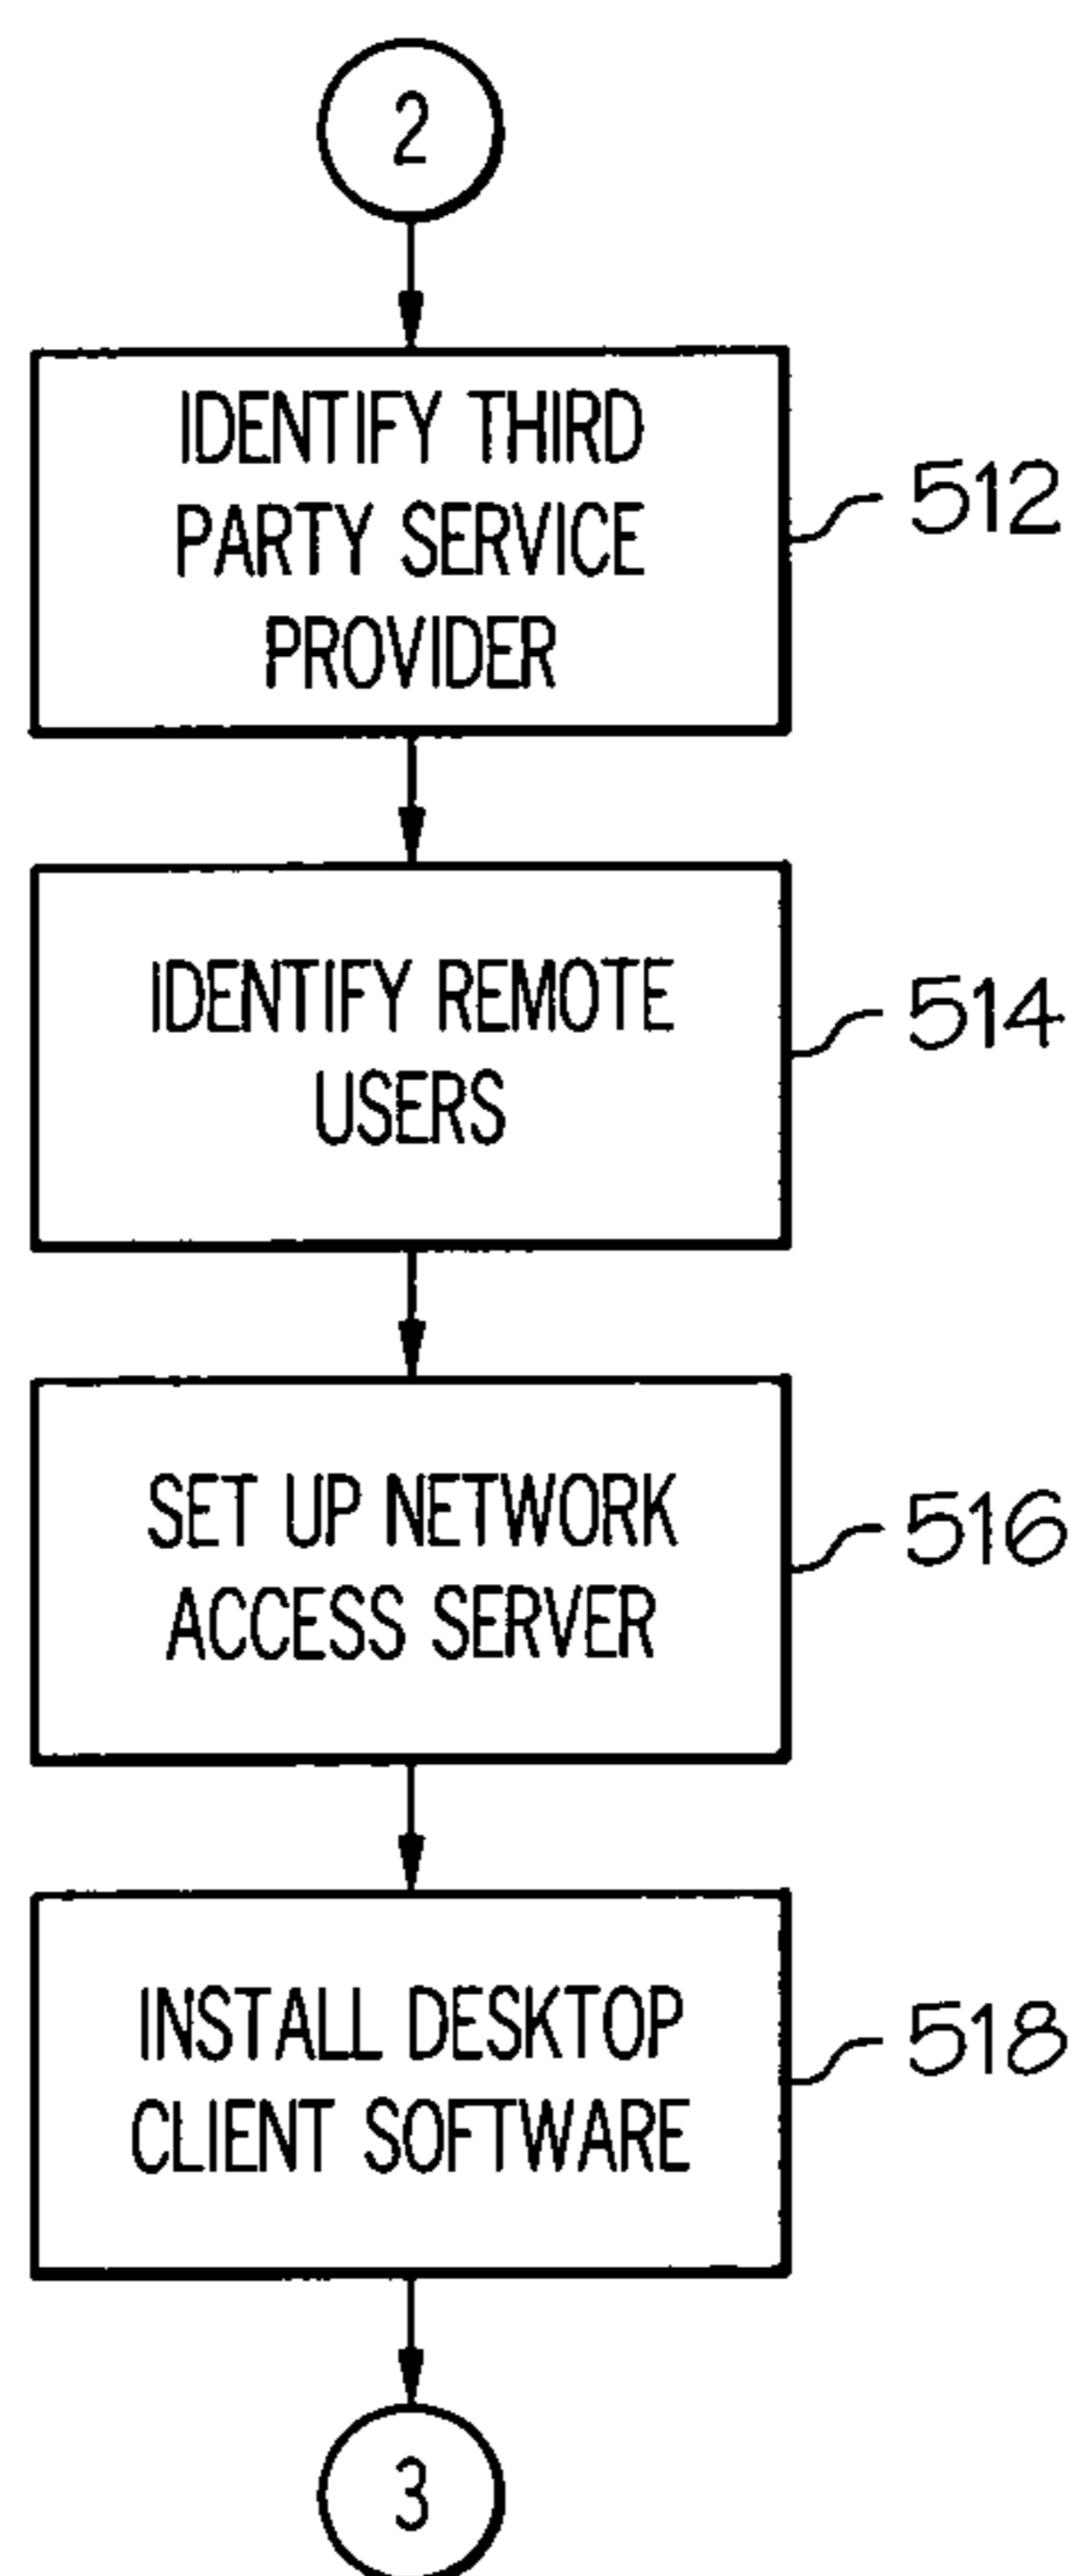 2
IDENTIFY THIRD
PARTY SERVICE
PROVIDER
512
IDENTIFY REMOTE
USERS
514
SET UP NETWORK
ACCESS SERVER
516
INSTALL DESKTOP
CLIENT SOFTWARE
518
3